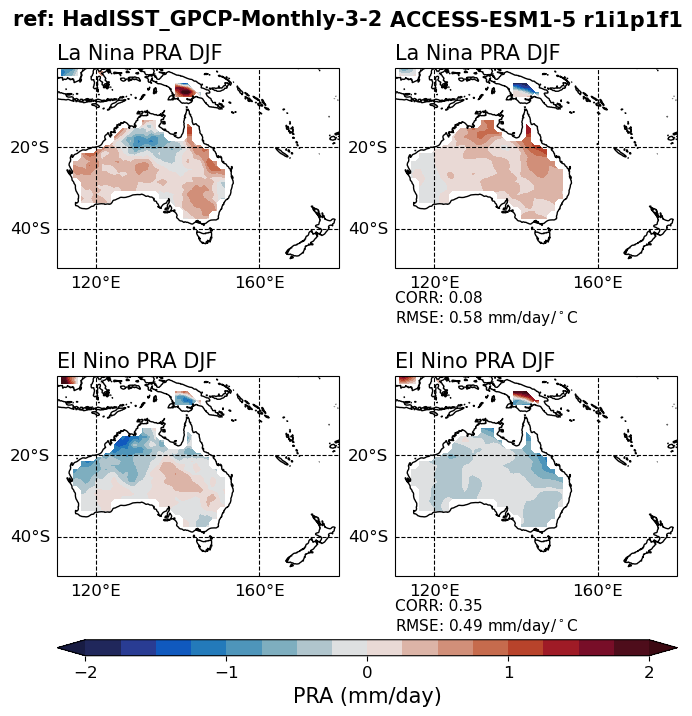 ref: HadISST_GPCP-Monthly-3-2 ACCESS-ESM1-5 r1i1p1f1
La Nina PRA DJF
La Nina PRA DJF
20°S
40°S
120°E
160°E
20°S
40°S
120°E
160°E
CORR: 0.08
RMSE: 0.58 mm/day/°C
El Nino PRA DJF
El Nino PRA DJF
20°S
40°S
120°E
160°E
20°S
40°S
120°E
160°E
CORR: 0.35
RMSE: 0.49 mm/day/°C
−2
−1
0
1
2
PRA (mm/day)